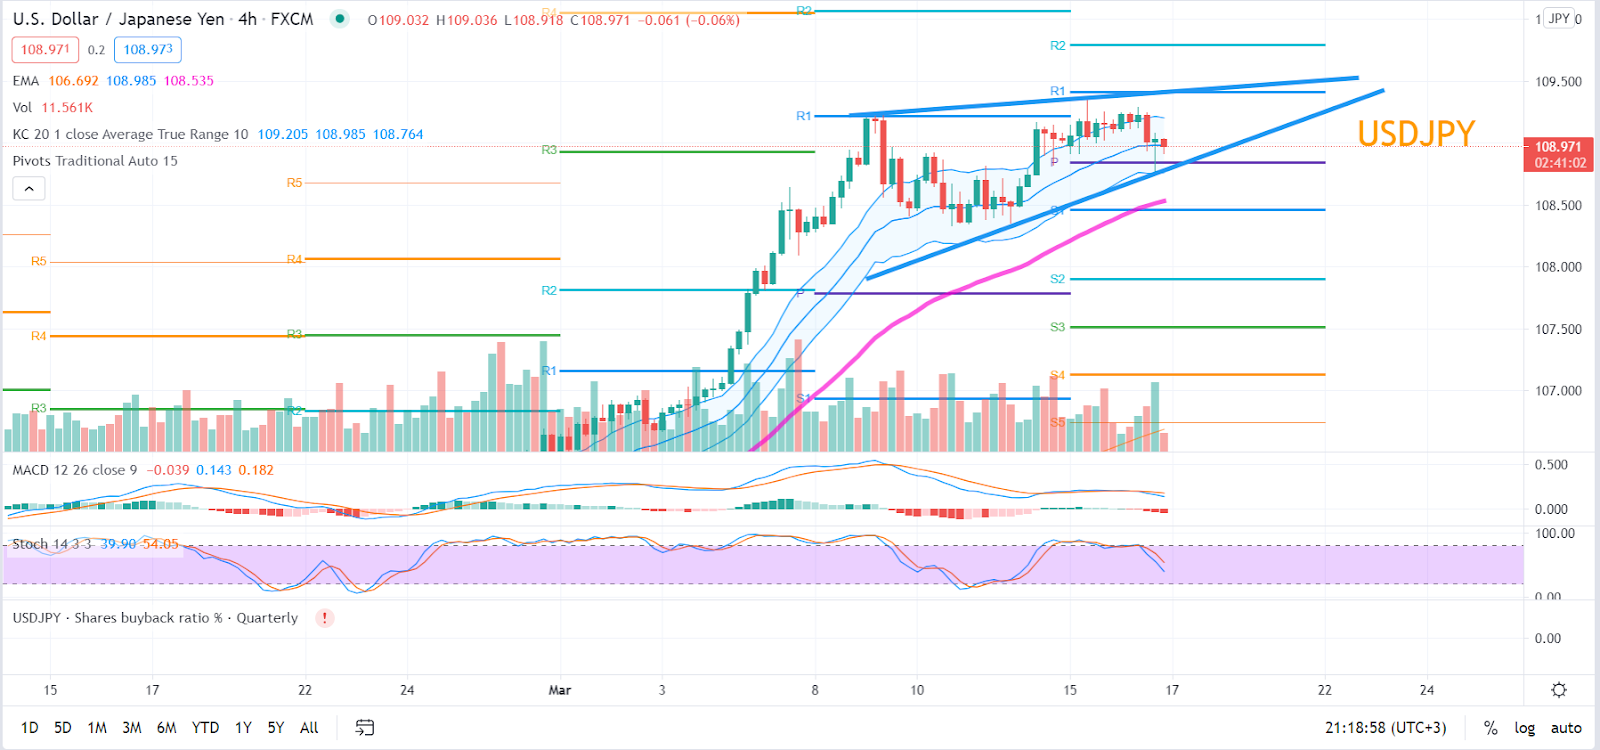 U.S. Dollar / Japanese Yen · 4h · FXCM O109.032 H109.036 L108.918 C108.971 −0.061 (−0.06%)
108.971 0.2 108.973
EMA 106.692 108.985 108.535
Vol 11.561K
KC 20 1 close Average True Range 10 109.205 108.985 108.764
Pivots Traditional Auto 15
R5
R4
R3
R5
R4
R3
R2
R4
R3
R2
R1
R2
R1
P
S1
R2
R1
P
S1
S2
S3
S4
S5
USDJPY
JPY
109.500
108.971
02:41:02
108.500
108.000
107.500
107.000
MACD 12 26 close 9 −0.039 0.143 0.182
0.500
0.000
Stoch 14 3 3 39.90 54.05
100.00
0.00
USDJPY · Shares buyback ratio % · Quarterly !
0.00
15 17 22 24 Mar 3 8 10 15 17 22 24
1D 5D 1M 3M 6M YTD 1Y 5Y All
21:18:58 (UTC+3) % log auto